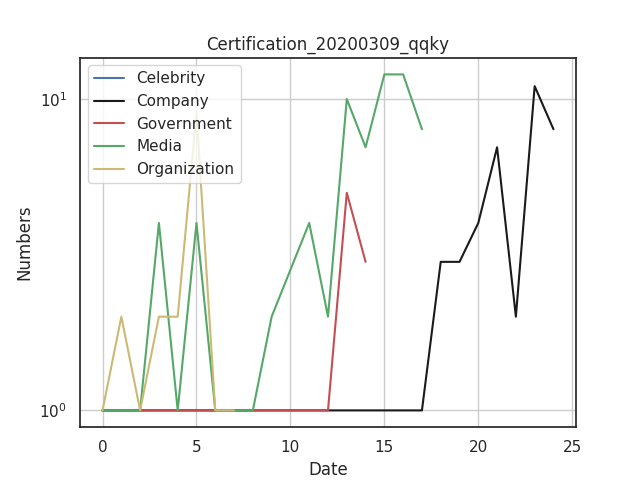 Certification_20200309_qqky
Celebrity
Company
Government
Media
Organization
10¹
10⁰
Numbers
0 5 10 15 20 25
Date